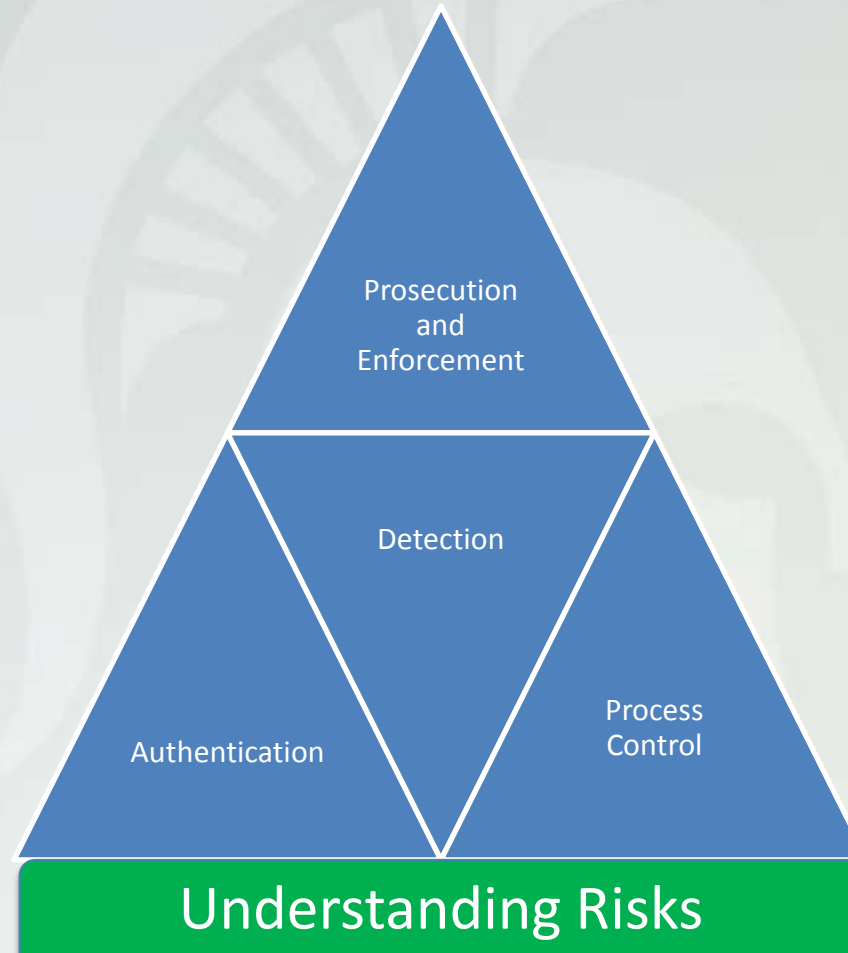 Prosecution
and
Enforcement
Detection
Authentication
Process
Control
Understanding Risks